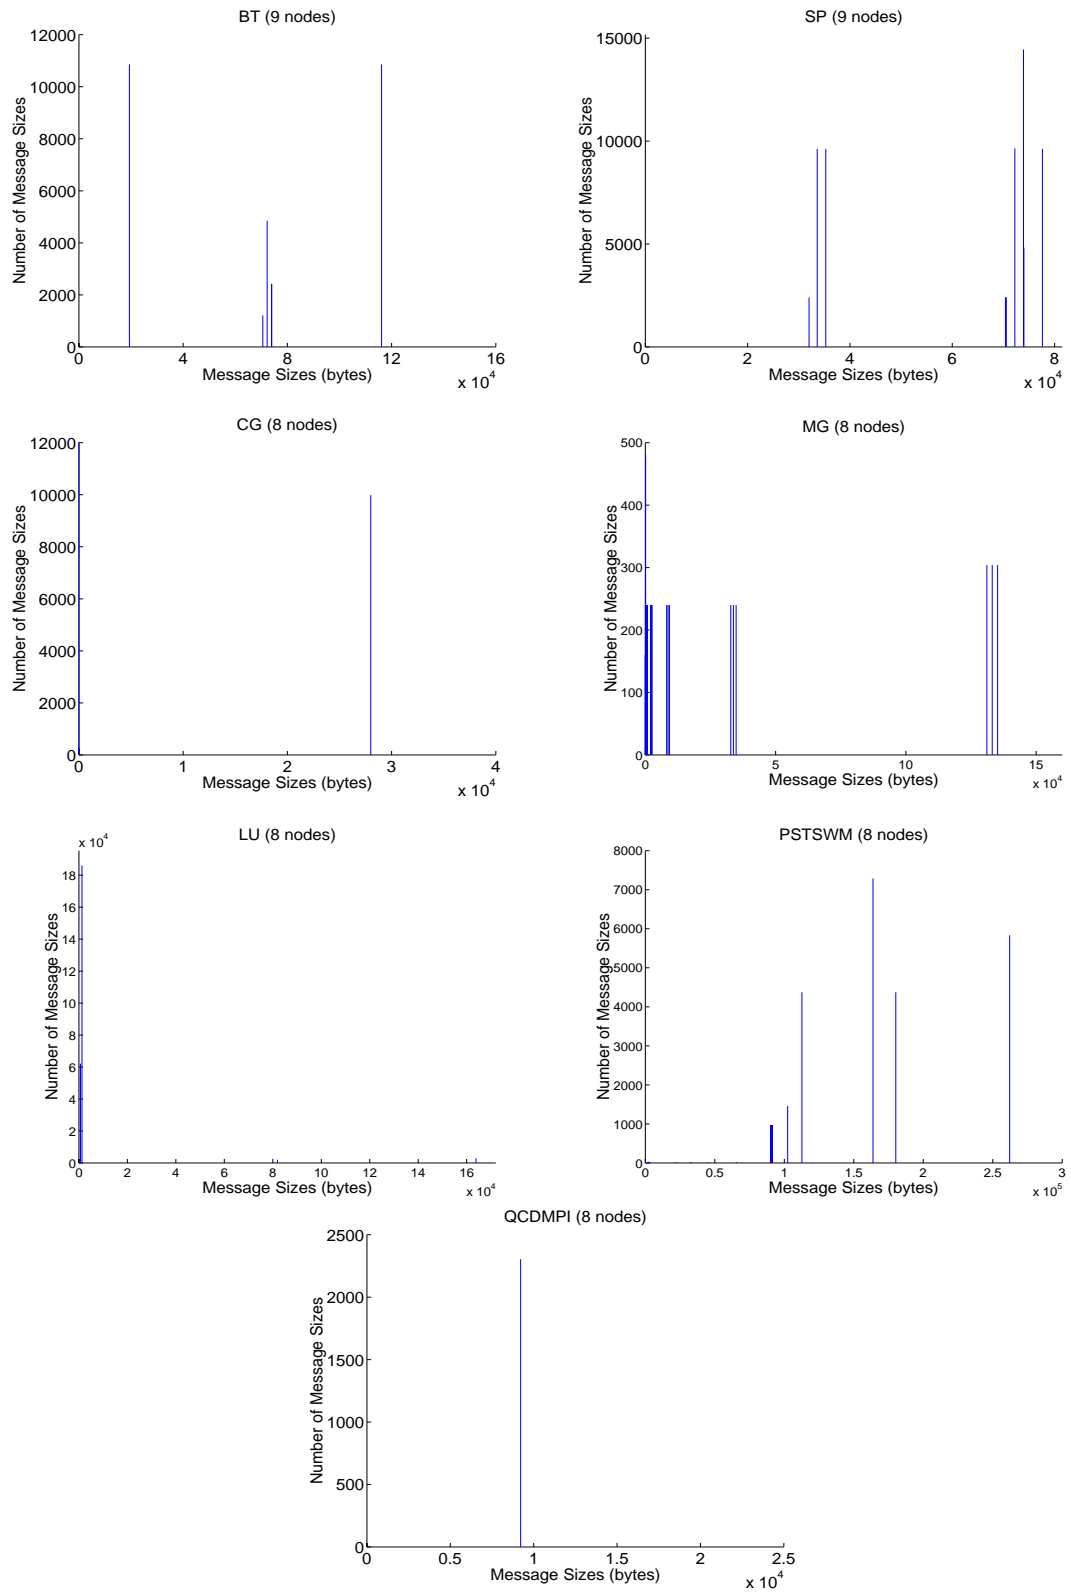 BT (9 nodes)
12000
10000
8000
6000
4000
2000
0
Number of Message Sizes
0 4 8 12 16
Message Sizes (bytes)
x 10^4
SP (9 nodes)
15000
10000
5000
0
Number of Message Sizes
0 2 4 6 8
Message Sizes (bytes)
x 10^4
CG (8 nodes)
12000
10000
8000
6000
4000
2000
0
Number of Message Sizes
0 1 2 3 4
Message Sizes (bytes)
x 10^4
MG (8 nodes)
500
400
300
200
100
0
Number of Message Sizes
0 5 10 15
Message Sizes (bytes)
x 10^4
LU (8 nodes)
x 10^4
18
16
14
12
10
8
6
4
2
0
Number of Message Sizes
0 2 4 6 8 10 12 14 16
Message Sizes (bytes)
x 10^4
PSTSWM (8 nodes)
8000
7000
6000
5000
4000
3000
2000
1000
0
Number of Message Sizes
0 0.5 1 1.5 2 2.5 3
Message Sizes (bytes)
x 10^5
QCDMPI (8 nodes)
2500
2000
1500
1000
500
0
Number of Message Sizes
0 0.5 1 1.5 2 2.5
Message Sizes (bytes)
x 10^4